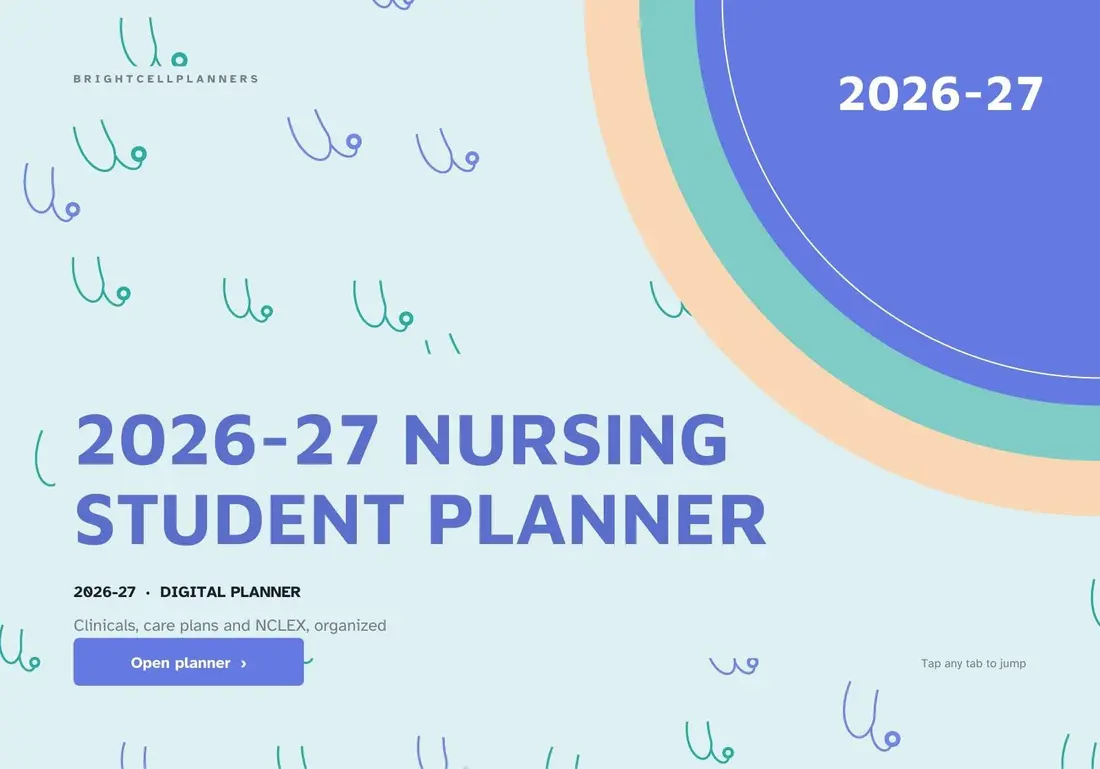 BRIGHTCELLPLANNERS
2026-27
2026-27 NURSING
STUDENT PLANNER
2026-27 · DIGITAL PLANNER
Clinicals, care plans and NCLEX, organized
Open planner ›
Tap any tab to jump